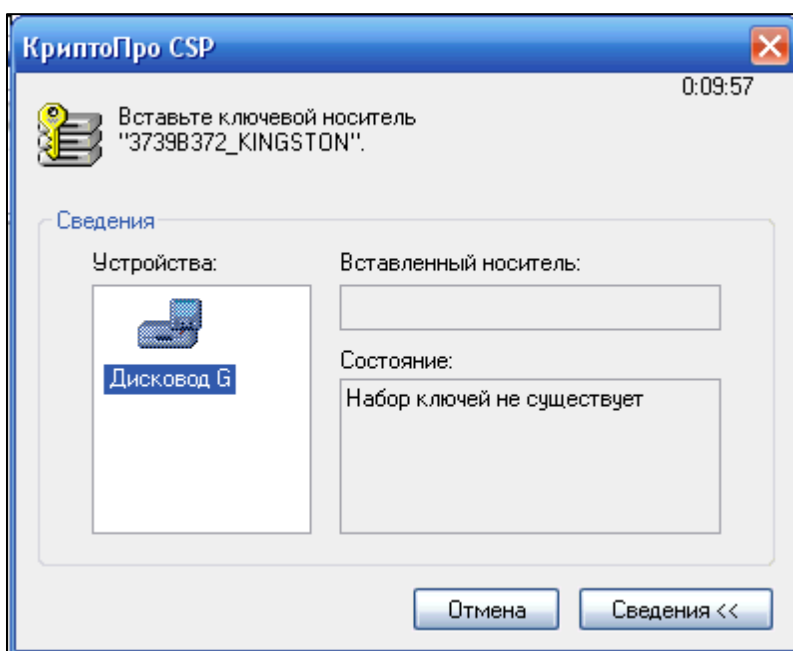 КриптоПро CSP
0:09:57
Вставьте ключевой носитель
"3739B372_KINGSTON".
Сведения
Устройства:
Вставленный носитель:
Дисковод G
Состояние:
Набор ключей не существует
Отмена
Сведения <<